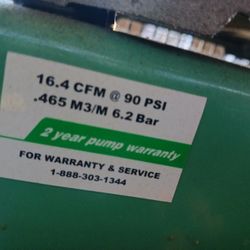 16.4 CFM @ 90 PSI
.465 M3/M 6.2 Bar
2 year pump warranty
FOR WARRANTY & SERVICE
1-888-303-1344